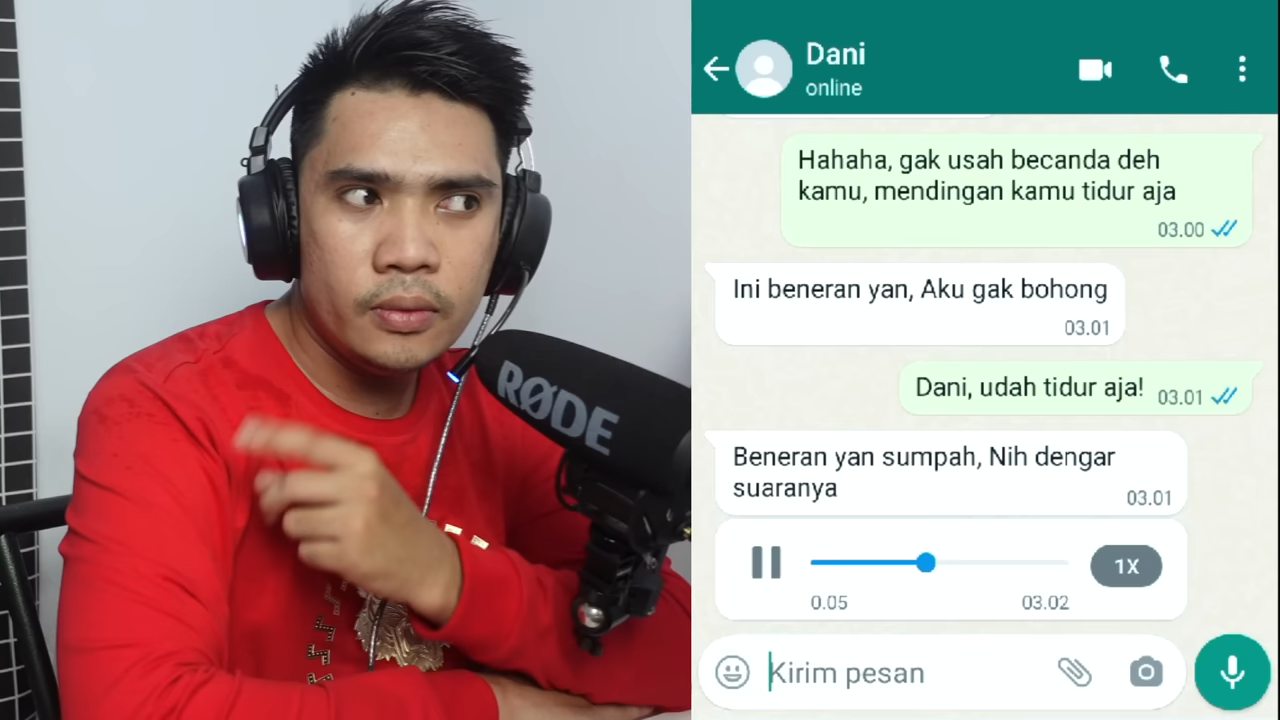 RØDE
Dani
online
Hahaha, gak usah becanda deh
kamu, mendingan kamu tidur aja
03.00
Ini beneran yan, Aku gak bohong
03.01
Dani, udah tidur aja! 03.01
Beneran yan sumpah, Nih dengar
suaranya 03.01
1X
0.05 03.02
Kirim pesan